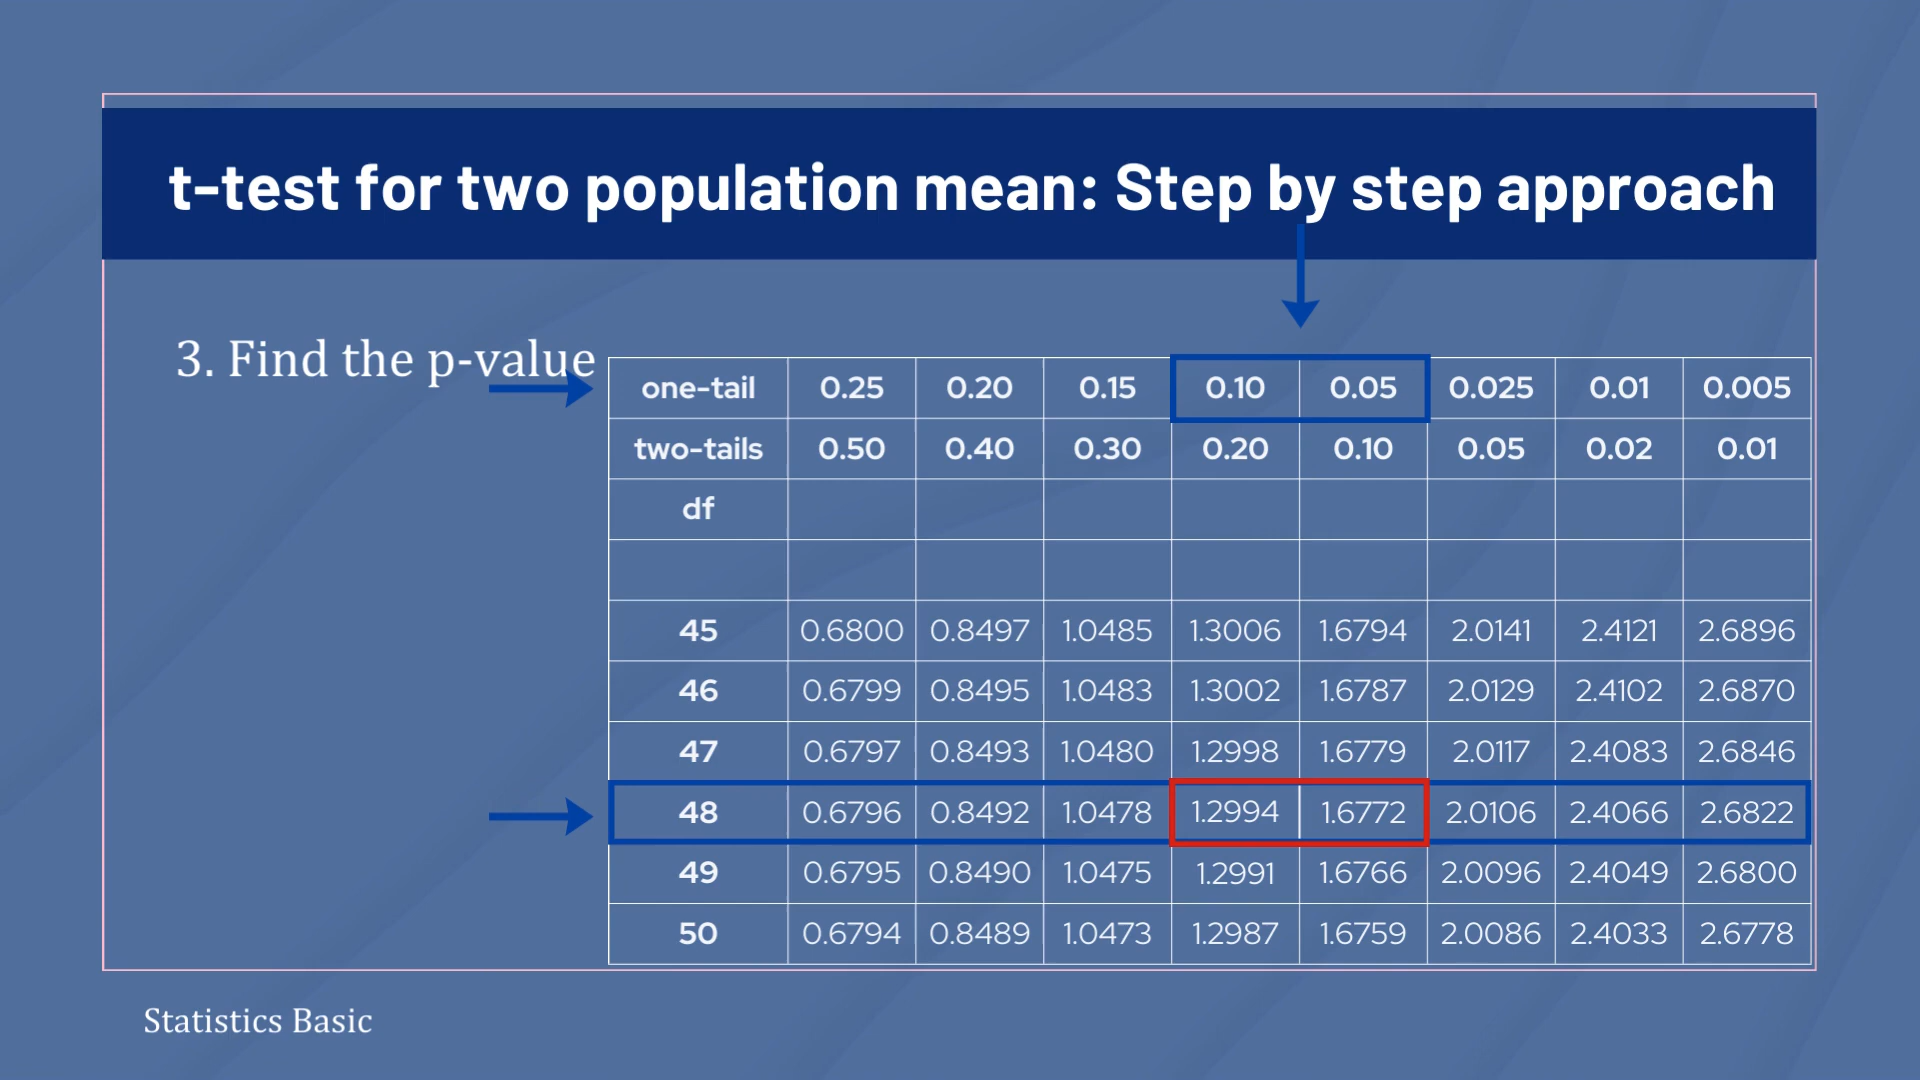 t-test for two population mean: Step by step approach
3. Find the p-value
one-tail 0.25 0.20 0.15 0.10 0.05 0.025 0.01 0.005
two-tails 0.50 0.40 0.30 0.20 0.10 0.05 0.02 0.01
df
45 0.6800 0.8497 1.0485 1.3006 1.6794 2.0141 2.4121 2.6896
46 0.6799 0.8495 1.0483 1.3002 1.6787 2.0129 2.4102 2.6870
47 0.6797 0.8493 1.0480 1.2998 1.6779 2.0117 2.4083 2.6846
48 0.6796 0.8492 1.0478 1.2994 1.6772 2.0106 2.4066 2.6822
49 0.6795 0.8490 1.0475 1.2991 1.6766 2.0096 2.4049 2.6800
50 0.6794 0.8489 1.0473 1.2987 1.6759 2.0086 2.4033 2.6778
Statistics Basic